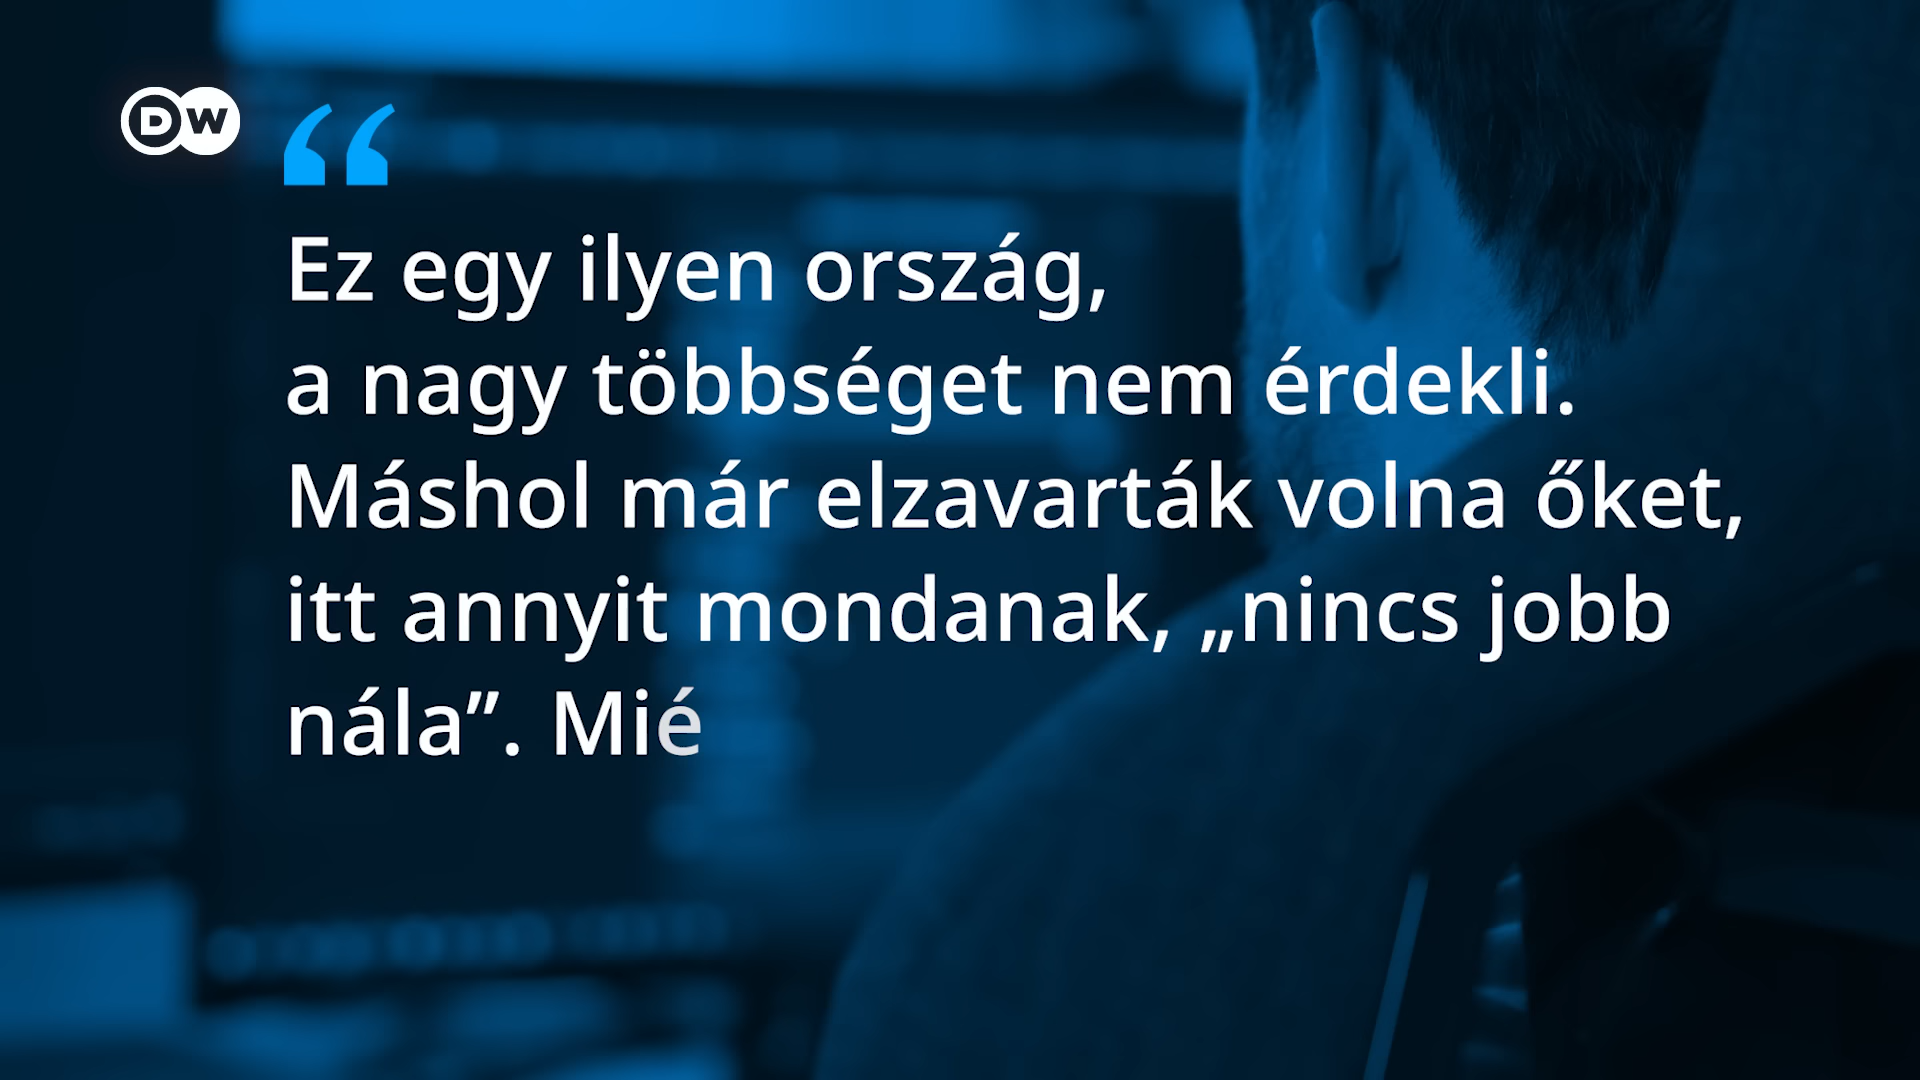 DW
“
Ez egy ilyen ország,
a nagy többséget nem érdekli.
Máshol már elzavarták volna őket,
itt annyit mondanak, „nincs jobb
nála”. Mié